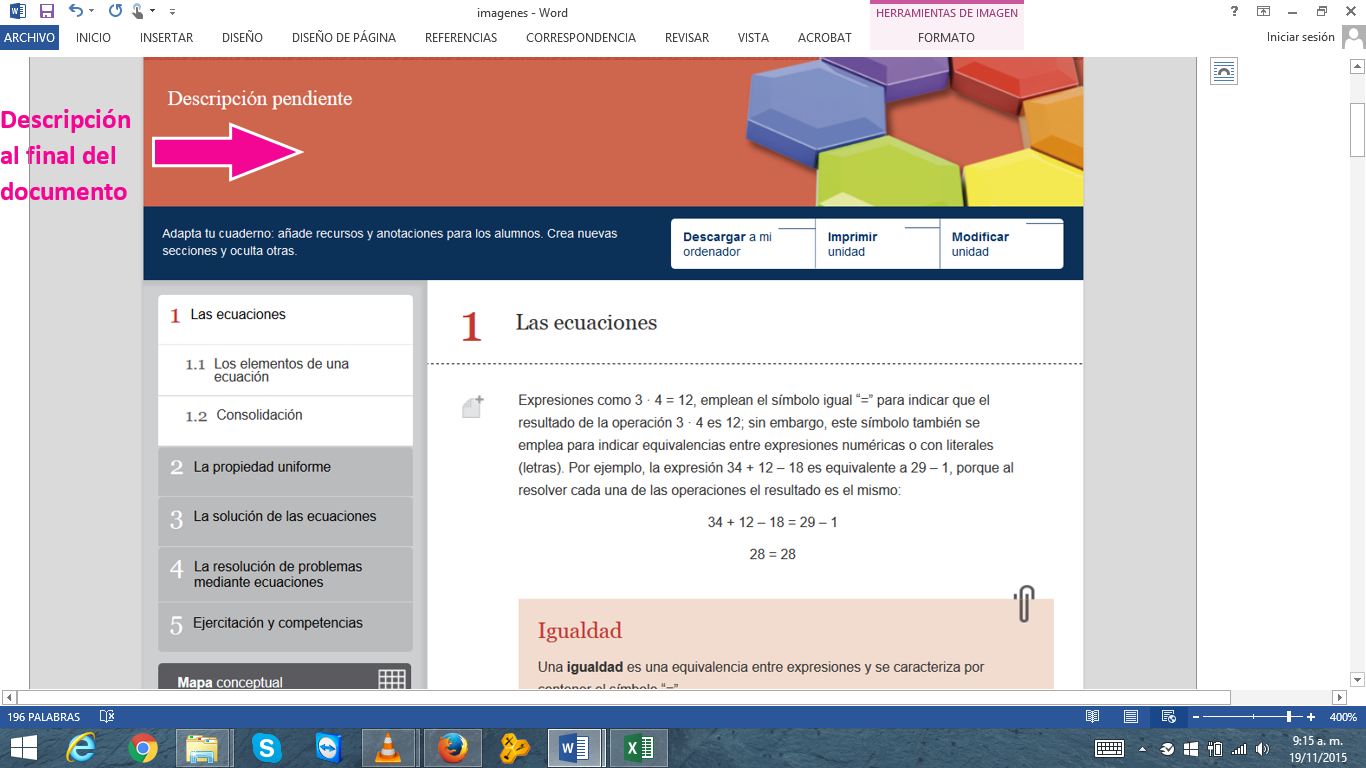 imagenes - Word
HERRAMIENTAS DE IMAGEN
?
ARCHIVO INICIO INSERTAR DISEÑO DISEÑO DE PÁGINA REFERENCIAS CORRESPONDENCIA REVISAR VISTA ACROBAT FORMATO
Iniciar sesión
Descripción
al final del
documento
Descripción pendiente
Adapta tu cuaderno: añade recursos y anotaciones para los alumnos. Crea nuevas
secciones y oculta otras.
Descargar a mi
ordenador
Imprimir
unidad
Modificar
unidad
1 Las ecuaciones
1.1 Los elementos de una
ecuación
1.2 Consolidación
2 La propiedad uniforme
3 La solución de las ecuaciones
4 La resolución de problemas
mediante ecuaciones
5 Ejercitación y competencias
Mapa conceptual
1 Las ecuaciones
Expresiones como 3 · 4 = 12, emplean el símbolo igual “=” para indicar que el
resultado de la operación 3 · 4 es 12; sin embargo, este símbolo también se
emplea para indicar equivalencias entre expresiones numéricas o con literales
(letras). Por ejemplo, la expresión 34 + 12 – 18 es equivalente a 29 – 1, porque al
resolver cada una de las operaciones el resultado es el mismo:
34 + 12 – 18 = 29 – 1
28 = 28
Igualdad
Una igualdad es una equivalencia entre expresiones y se caracteriza por
contener el símbolo “=”
196 PALABRAS
400%
9:15 a. m.
19/11/2015